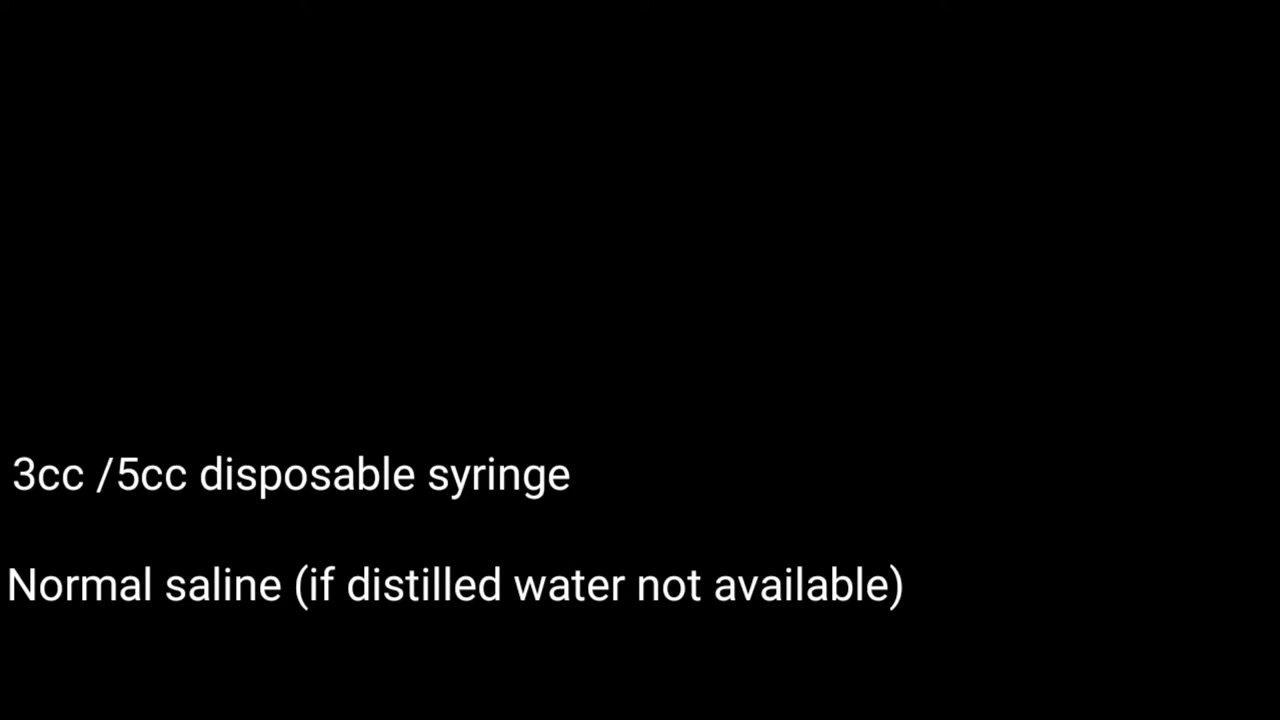 3cc /5cc disposable syringe
Normal saline (if distilled water not available)